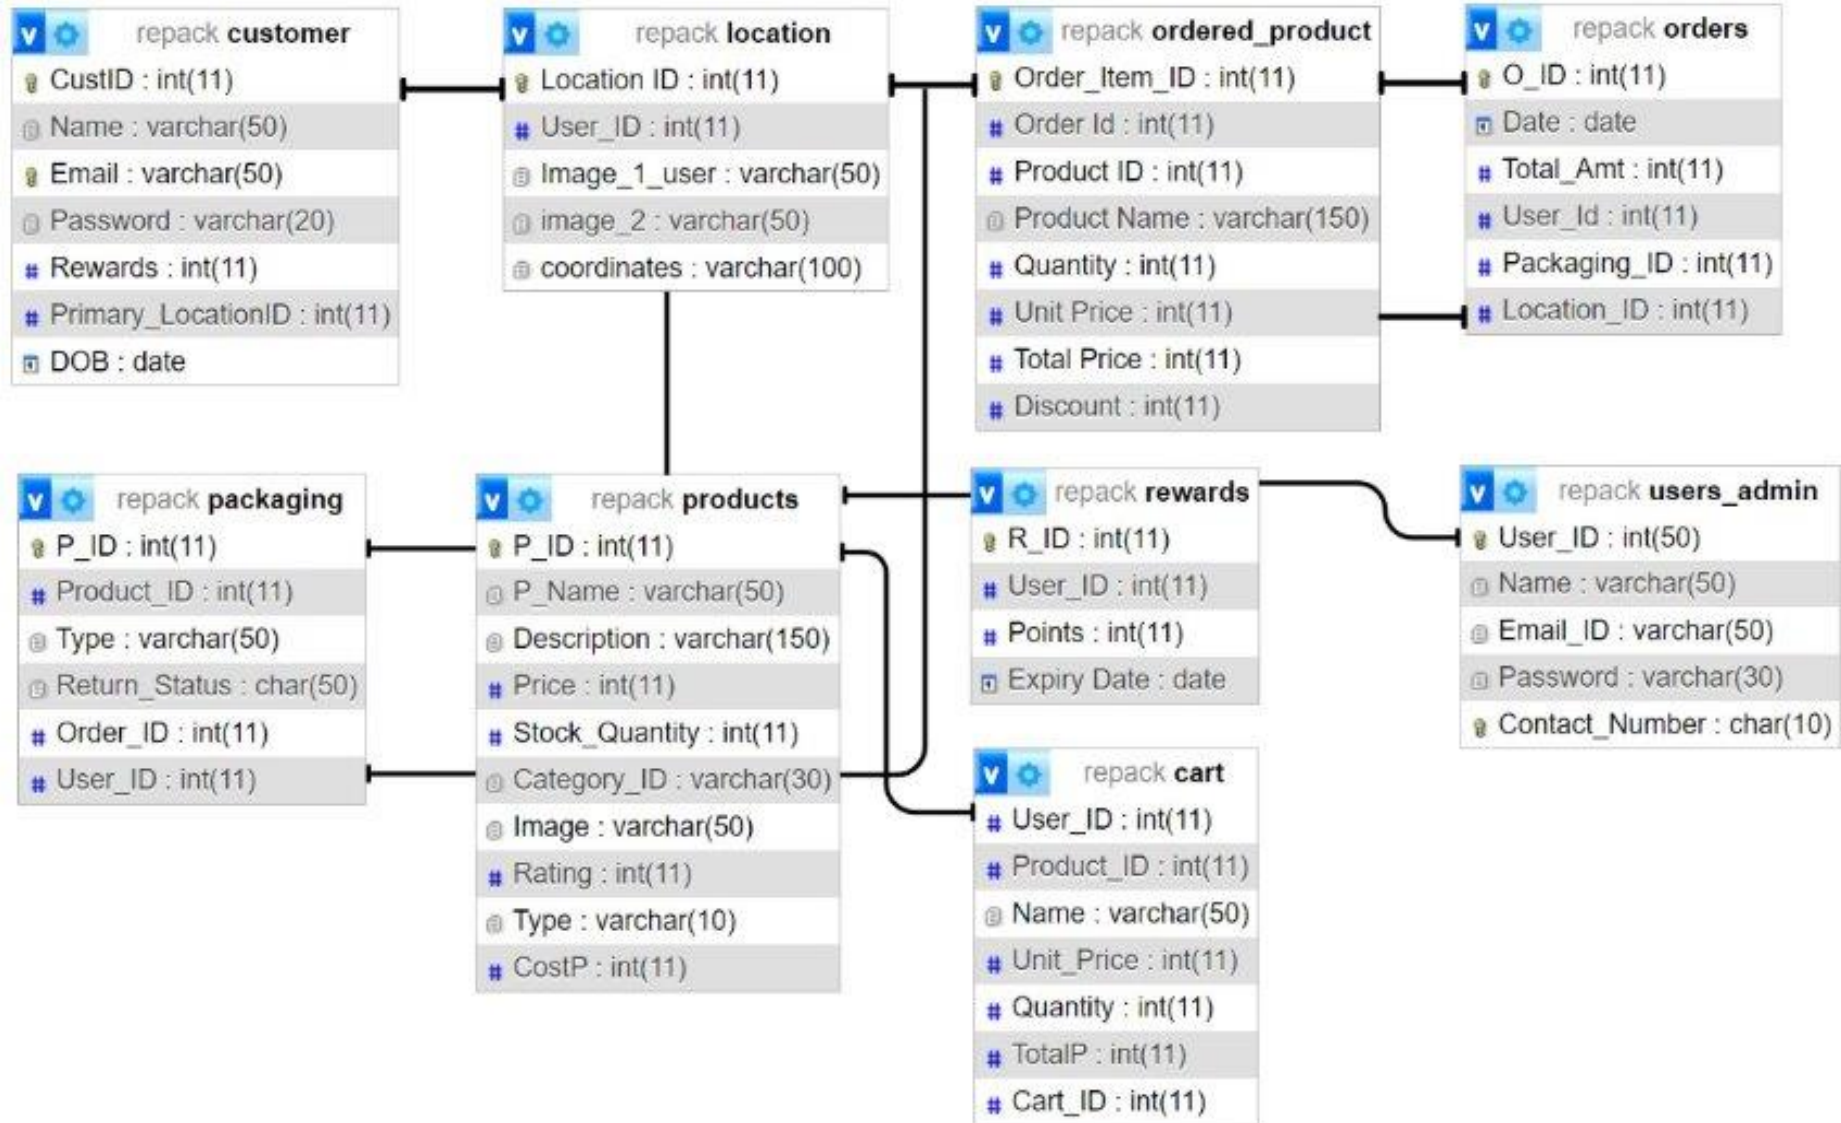 v repack customer
CustID : int(11)
Name : varchar(50)
Email : varchar(50)
Password : varchar(20)
# Rewards : int(11)
# Primary_LocationID : int(11)
DOB : date
v repack location
Location ID : int(11)
# User_ID : int(11)
Image_1_user : varchar(50)
image_2 : varchar(50)
coordinates : varchar(100)
v repack ordered_product
Order_Item_ID : int(11)
# Order Id : int(11)
# Product ID : int(11)
Product Name : varchar(150)
# Quantity : int(11)
# Unit Price : int(11)
# Total Price : int(11)
# Discount : int(11)
v repack orders
O_ID : int(11)
Date : date
# Total_Amt : int(11)
# User_Id : int(11)
# Packaging_ID : int(11)
# Location_ID : int(11)
v repack packaging
P_ID : int(11)
# Product_ID : int(11)
Type : varchar(50)
Return_Status : char(50)
# Order_ID : int(11)
# User_ID : int(11)
v repack products
P_ID : int(11)
P_Name : varchar(50)
Description : varchar(150)
# Price : int(11)
# Stock_Quantity : int(11)
Category_ID : varchar(30)
Image : varchar(50)
# Rating : int(11)
Type : varchar(10)
# CostP : int(11)
v repack rewards
R_ID : int(11)
# User_ID : int(11)
# Points : int(11)
Expiry Date : date
v repack users_admin
User_ID : int(50)
Name : varchar(50)
Email_ID : varchar(50)
Password : varchar(30)
Contact_Number : char(10)
v repack cart
# User_ID : int(11)
# Product_ID : int(11)
Name : varchar(50)
# Unit_Price : int(11)
# Quantity : int(11)
# TotalP : int(11)
# Cart_ID : int(11)